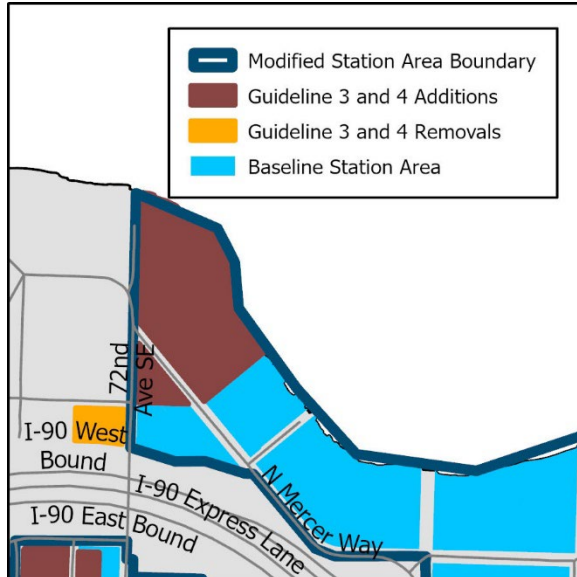 Modified Station Area Boundary
Guideline 3 and 4 Additions
Guideline 3 and 4 Removals
Baseline Station Area
72nd
Ave SE
I-90 West
Bound
I-90 Express Lane
I-90 East Bound
N Mercer Way